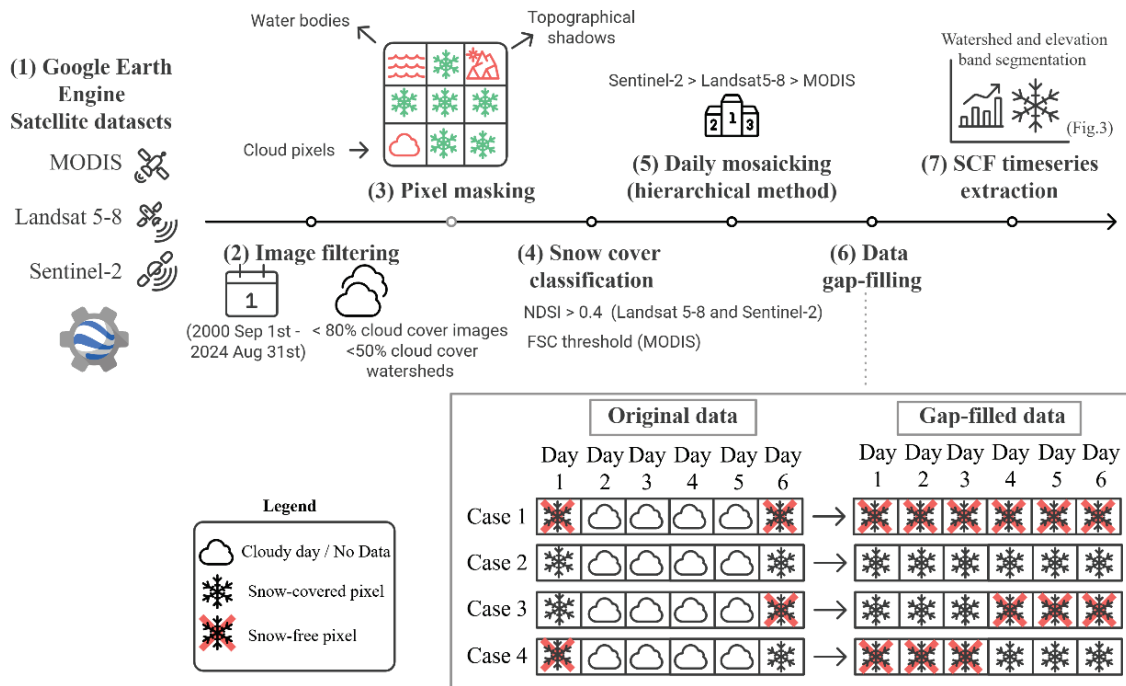 (1) Google Earth
Engine
Satellite datasets
MODIS
Landsat 5-8
Sentinel-2
Water bodies
Topographical
shadows
Cloud pixels
(3) Pixel masking
(2) Image filtering
1
(2000 Sep 1st -
2024 Aug 31st)
< 80% cloud cover images
<50% cloud cover
watersheds
(4) Snow cover
classification
NDSI > 0.4 (Landsat 5-8 and Sentinel-2)
FSC threshold (MODIS)
Sentinel-2 > Landsat5-8 > MODIS
2 1 3
(5) Daily mosaicking
(hierarchical method)
(6) Data
gap-filling
Watershed and elevation
band segmentation
(Fig.3)
(7) SCF timeseries
extraction
Legend
Cloudy day / No Data
Snow-covered pixel
Snow-free pixel
Original data
Day Day Day Day Day Day
1 2 3 4 5 6
Gap-filled data
Day Day Day Day Day Day
1 2 3 4 5 6
Case 1
Case 2
Case 3
Case 4